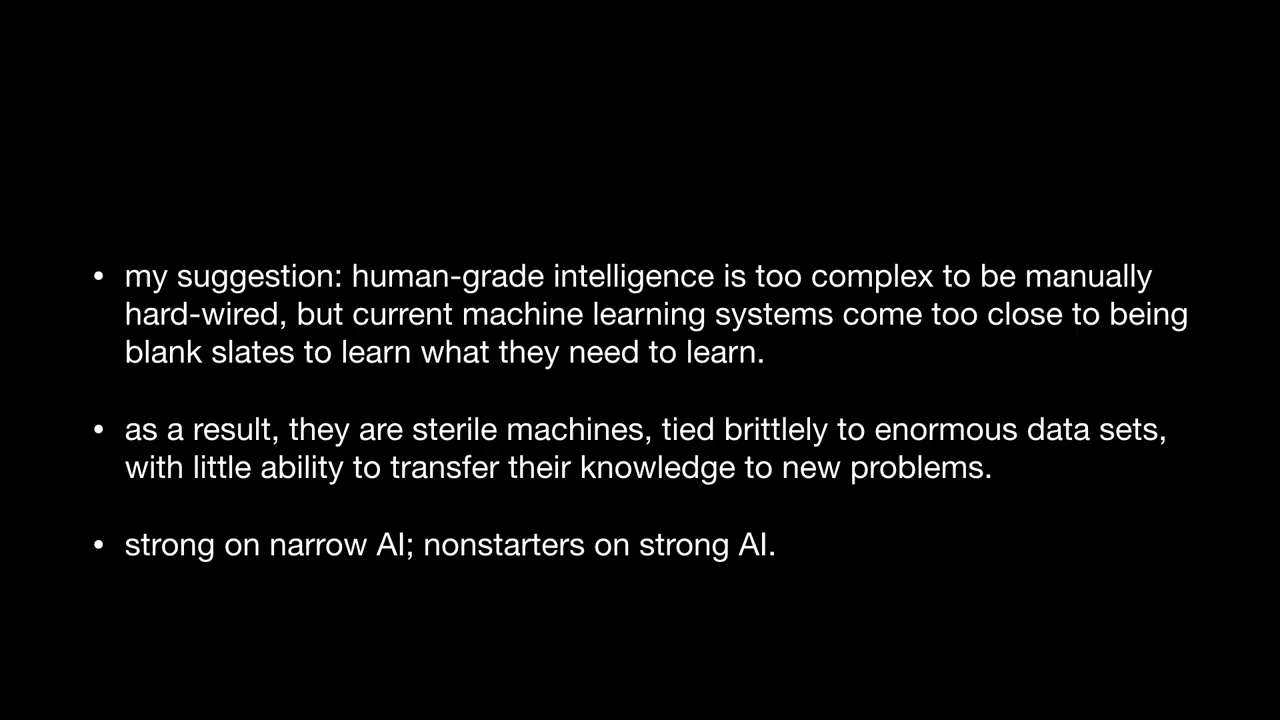 • my suggestion: human-grade intelligence is too complex to be manually
hard-wired, but current machine learning systems come too close to being
blank slates to learn what they need to learn.
• as a result, they are sterile machines, tied brittlely to enormous data sets,
with little ability to transfer their knowledge to new problems.
• strong on narrow AI; nonstarters on strong AI.